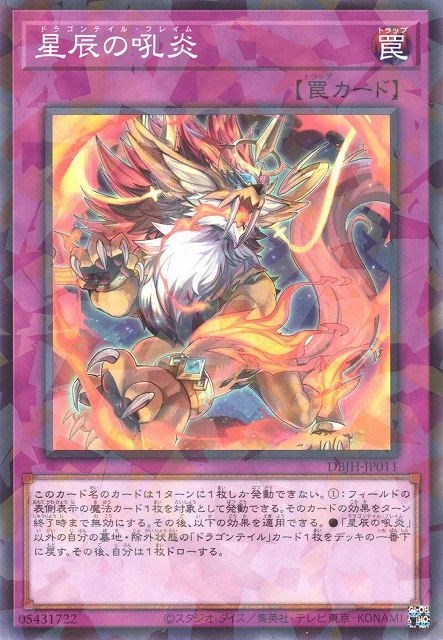 ドラゴンテイル・フレイム
星辰の吼炎
トラップ
罠
トラップ
【罠カード】
DBJH-JP011
このカード名のカードは1ターンに1枚しか発動できない。①：フィールドの
表側表示の魔法カード1枚を対象として発動できる。そのカードの効果をターン
終了時まで無効にする。その後、以下の効果を適用できる。●「星辰の吼炎」
以外の自分の墓地・除外状態の「ドラゴンテイル」カード1枚をデッキの一番下
に戻す。その後、自分は1枚ドローする。
05431722
©スタジオ・ダイス／集英社・テレビ東京・KONAMI